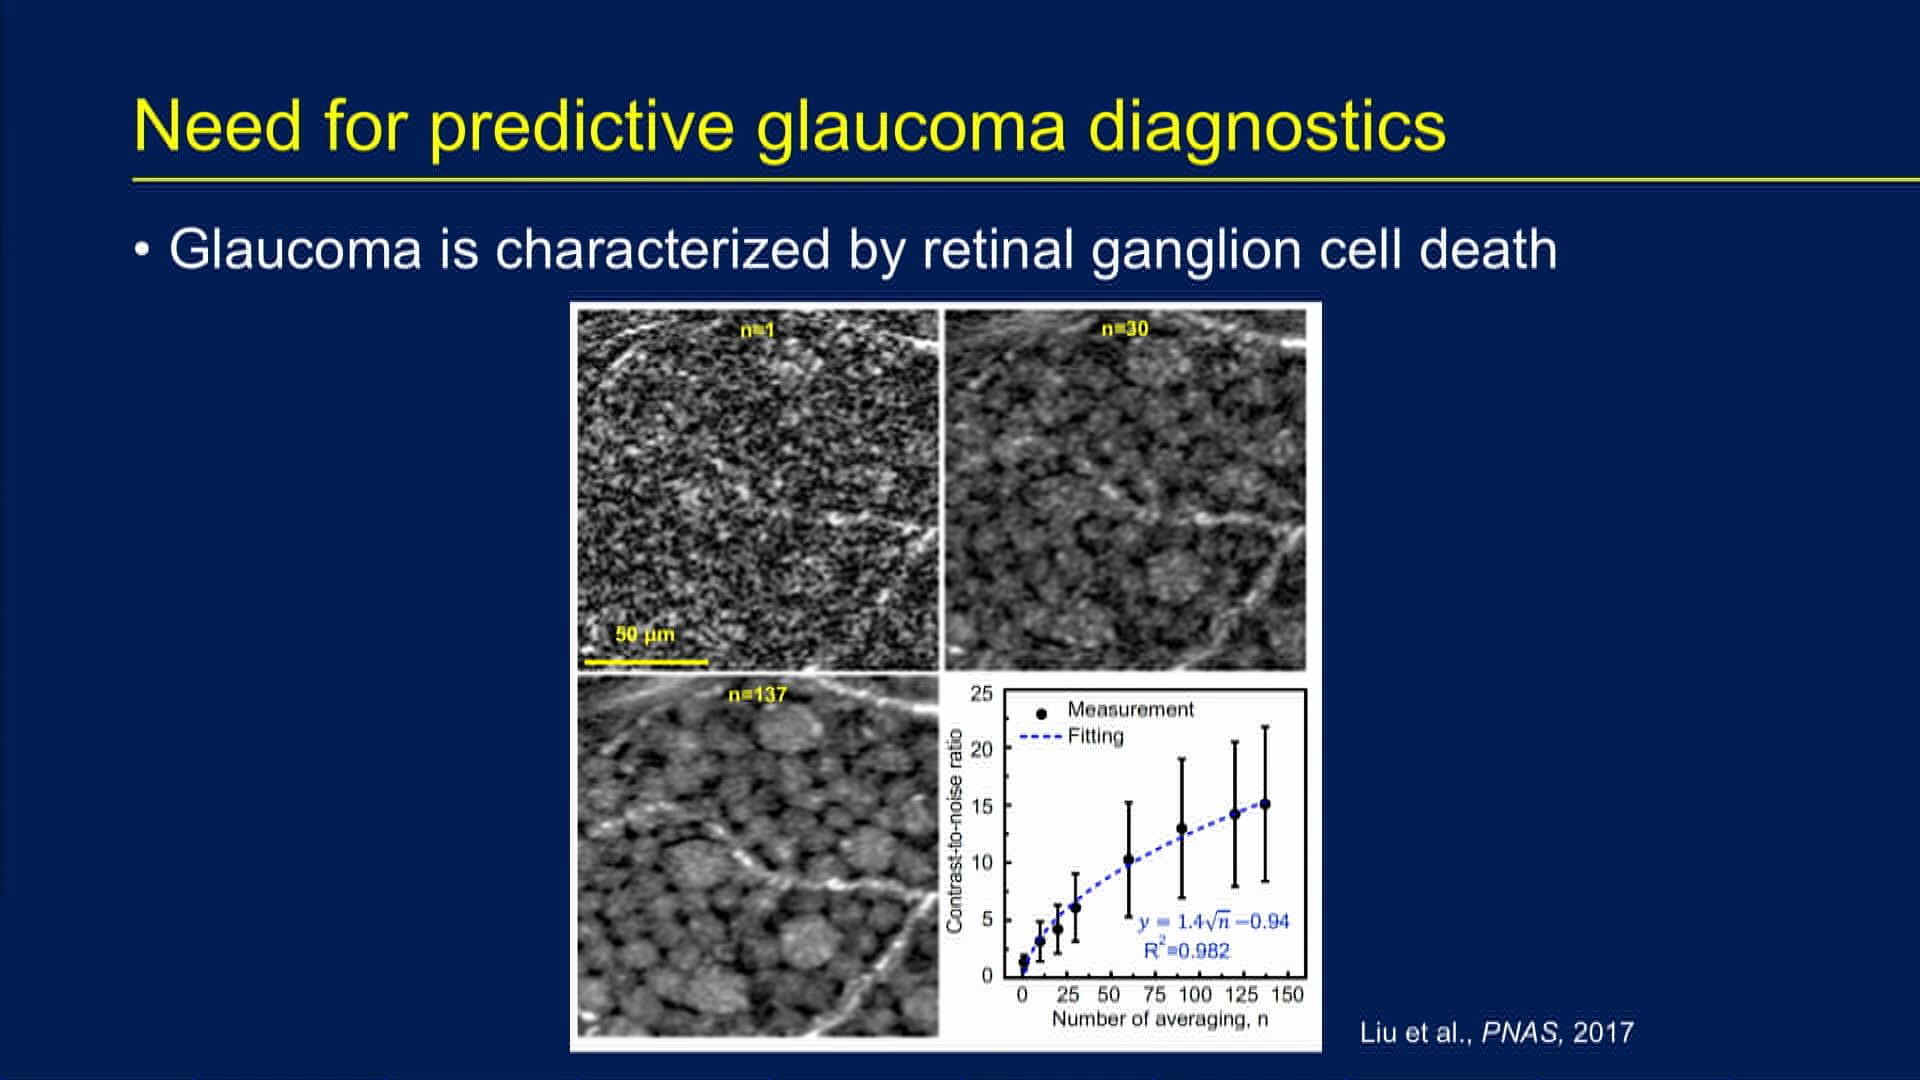 Need for predictive glaucoma diagnostics
• Glaucoma is characterized by retinal ganglion cell death
n=1
n=30
50 µm
n=137
25
20
15
10
5
0
Contrast-to-noise ratio
Measurement
Fitting
y = 1.4√n −0.94
R²=0.982
0 25 50 75 100 125 150
Number of averaging, n
Liu et al., PNAS, 2017